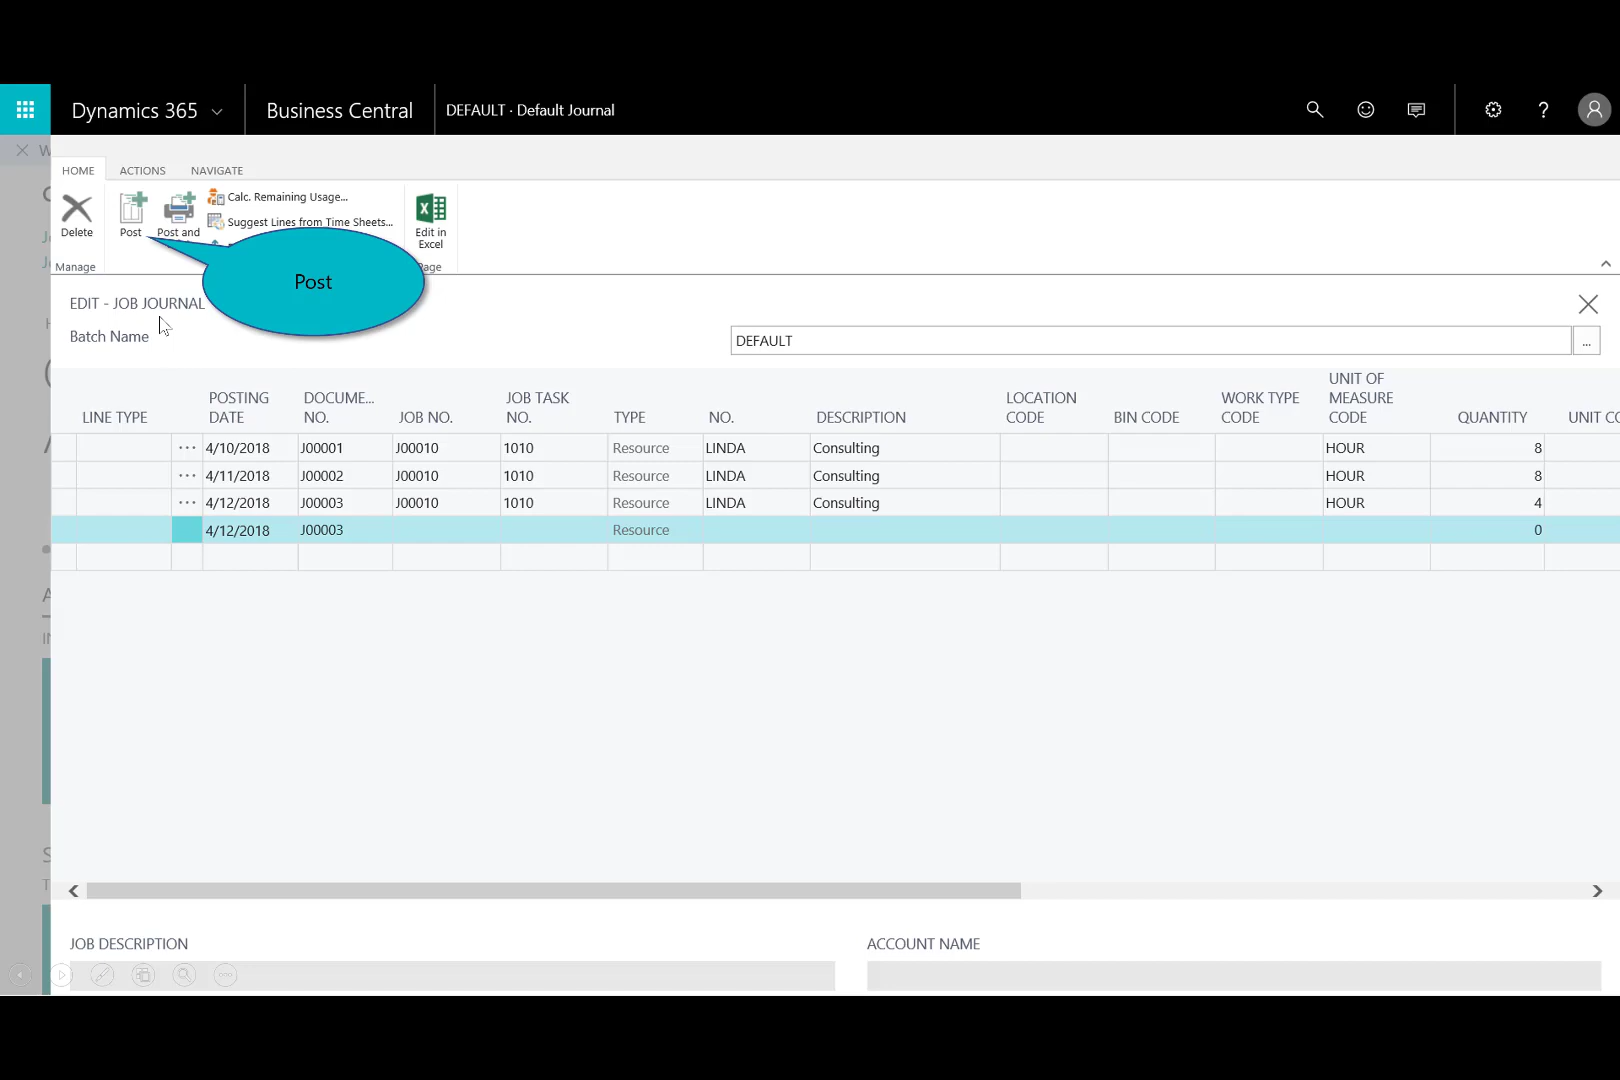 Dynamics 365
Business Central
DEFAULT · Default Journal
W
HOME ACTIONS NAVIGATE
Delete
Post
Post and
Calc. Remaining Usage...
Suggest Lines from Time Sheets...
Edit in
Excel
Manage
Page
Post
EDIT - JOB JOURNAL
Batch Name
DEFAULT
...
LINE TYPE
POSTING
DATE
DOCUME...
NO.
JOB NO.
JOB TASK
NO.
TYPE
NO.
DESCRIPTION
LOCATION
CODE
BIN CODE
WORK TYPE
CODE
UNIT OF
MEASURE
CODE
QUANTITY
UNIT CO
4/10/2018 J00001 J00010 1010 Resource LINDA Consulting HOUR 8
4/11/2018 J00002 J00010 1010 Resource LINDA Consulting HOUR 8
4/12/2018 J00003 J00010 1010 Resource LINDA Consulting HOUR 4
4/12/2018 J00003 Resource 0
JOB DESCRIPTION
ACCOUNT NAME